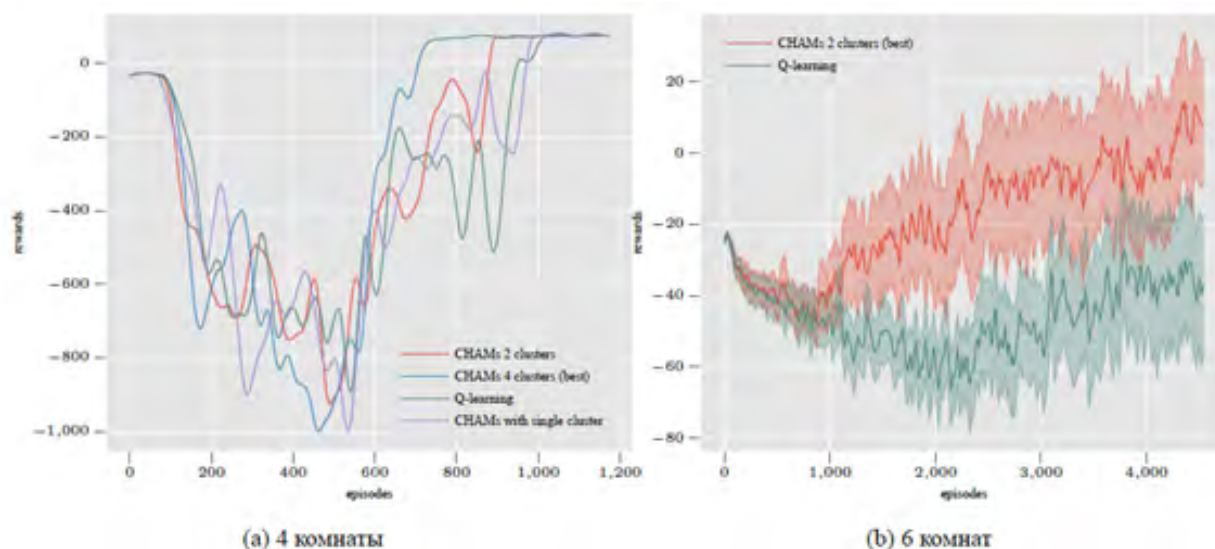 0
−200
−400
−600
−800
−1,000
rewards
CHAMs 2 clusters
CHAMs 4 clusters (best)
Q-learning
CHAMs with single cluster
0 200 400 600 800 1,000 1,200
episodes
(a) 4 комнаты
CHAMs 2 clusters (best)
Q-learning
20
0
−20
−40
−60
−80
rewards
0 1,000 2,000 3,000 4,000
episodes
(b) 6 комнат